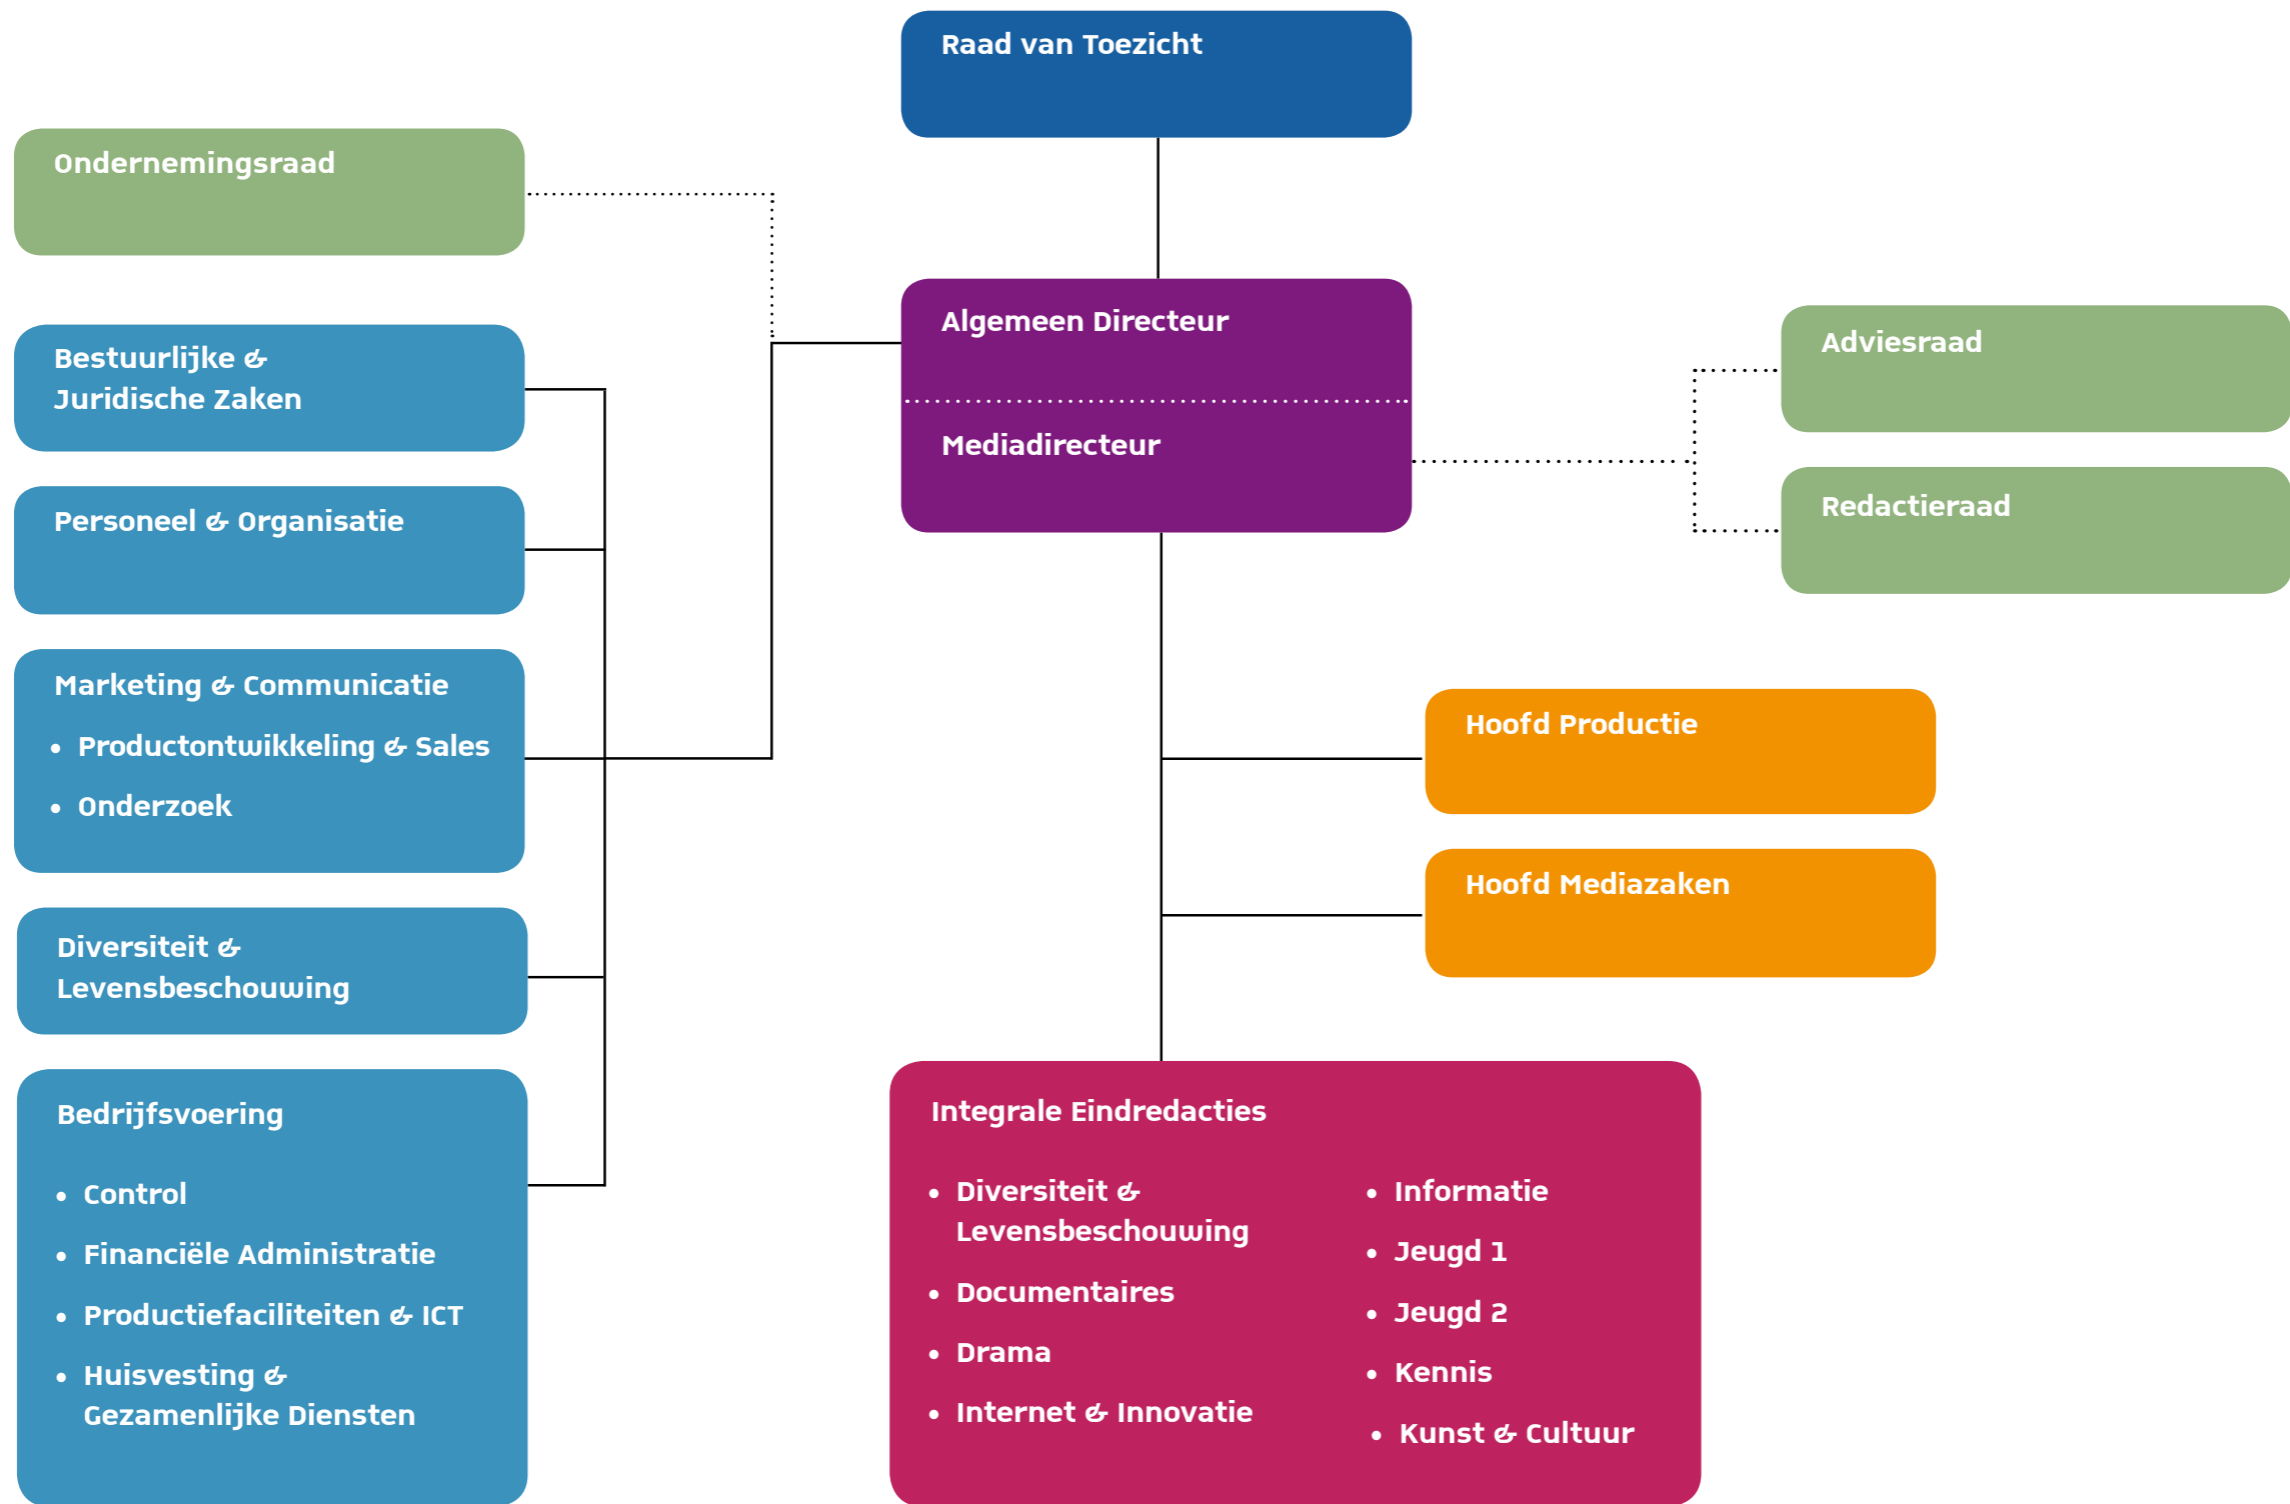 Raad van Toezicht
Ondernemingsraad
Algemeen Directeur
Mediadirecteur
Adviesraad
Redactieraad
Bestuurlijke &
Juridische Zaken
Personeel & Organisatie
Marketing & Communicatie
• Productontwikkeling & Sales
• Onderzoek
Diversiteit &
Levensbeschouwing
Bedrijfsvoering
• Control
• Financiële Administratie
• Productiefaciliteiten & ICT
• Huisvesting &
Gezamenlijke Diensten
Hoofd Productie
Hoofd Mediazaken
Integrale Eindredacties
• Diversiteit &
Levensbeschouwing
• Documentaires
• Drama
• Internet & Innovatie
• Informatie
• Jeugd 1
• Jeugd 2
• Kennis
• Kunst & Cultuur